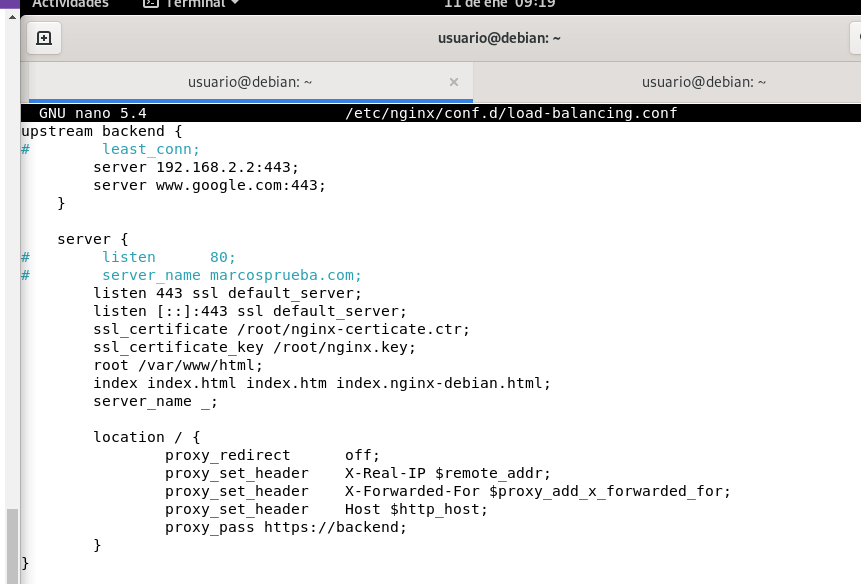 Actividades Terminal 11 de ene 09:19
usuario@debian: ~
usuario@debian: ~ × usuario@debian: ~
GNU nano 5.4 /etc/nginx/conf.d/load-balancing.conf
upstream backend {
#        least_conn;
        server 192.168.2.2:443;
        server www.google.com:443;
    }

    server {
#        listen      80;
#        server_name marcosprueba.com;
        listen 443 ssl default_server;
        listen [::]:443 ssl default_server;
        ssl_certificate /root/nginx-certicate.ctr;
        ssl_certificate_key /root/nginx.key;
        root /var/www/html;
        index index.html index.htm index.nginx-debian.html;
        server_name _;

        location / {
                proxy_redirect      off;
                proxy_set_header    X-Real-IP $remote_addr;
                proxy_set_header    X-Forwarded-For $proxy_add_x_forwarded_for;
                proxy_set_header    Host $http_host;
                proxy_pass https://backend;
        }
}